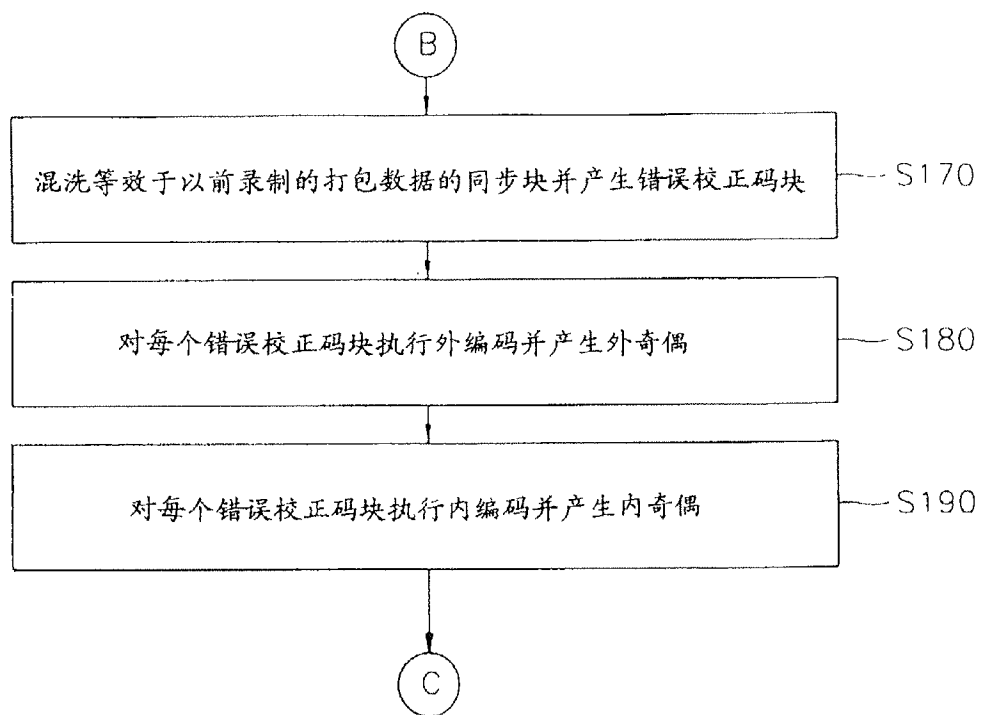 B
混洗等效于以前录制的打包数据的同步块并产生错误校正码块
S170
对每个错误校正码块执行外编码并产生外奇偶
S180
对每个错误校正码块执行内编码并产生内奇偶
S190
C